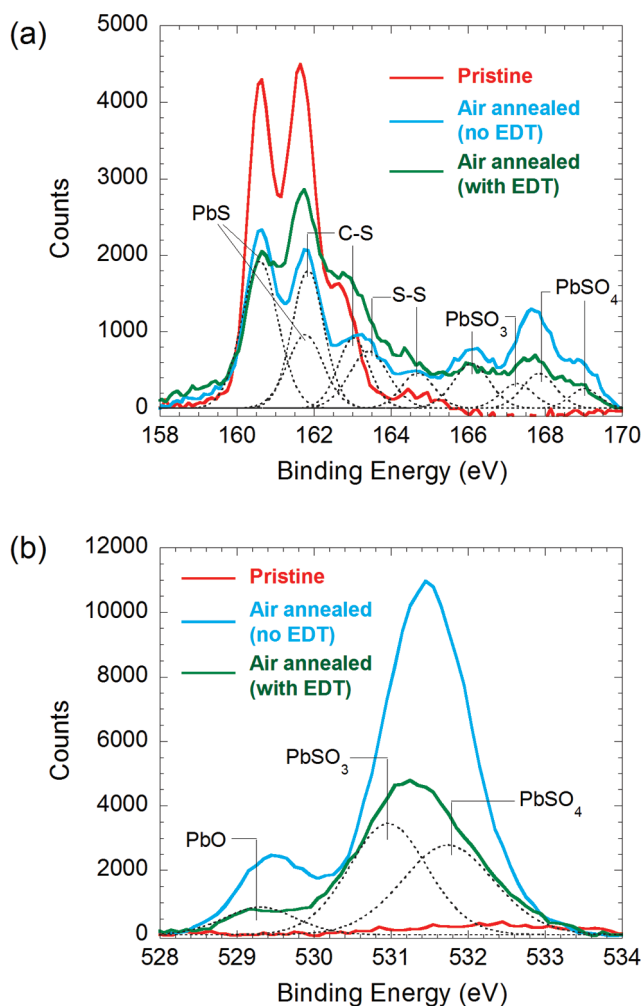 (a)
5000
4000
3000
2000
1000
0
Counts
Pristine
Air annealed
(no EDT)
Air annealed
(with EDT)
PbS
C-S
S-S
PbSO3
PbSO4
158 160 162 164 166 168 170
Binding Energy (eV)
(b)
12000
10000
8000
6000
4000
2000
0
Counts
Pristine
Air annealed
(no EDT)
Air annealed
(with EDT)
PbO
PbSO3
PbSO4
528 529 530 531 532 533 534
Binding Energy (eV)